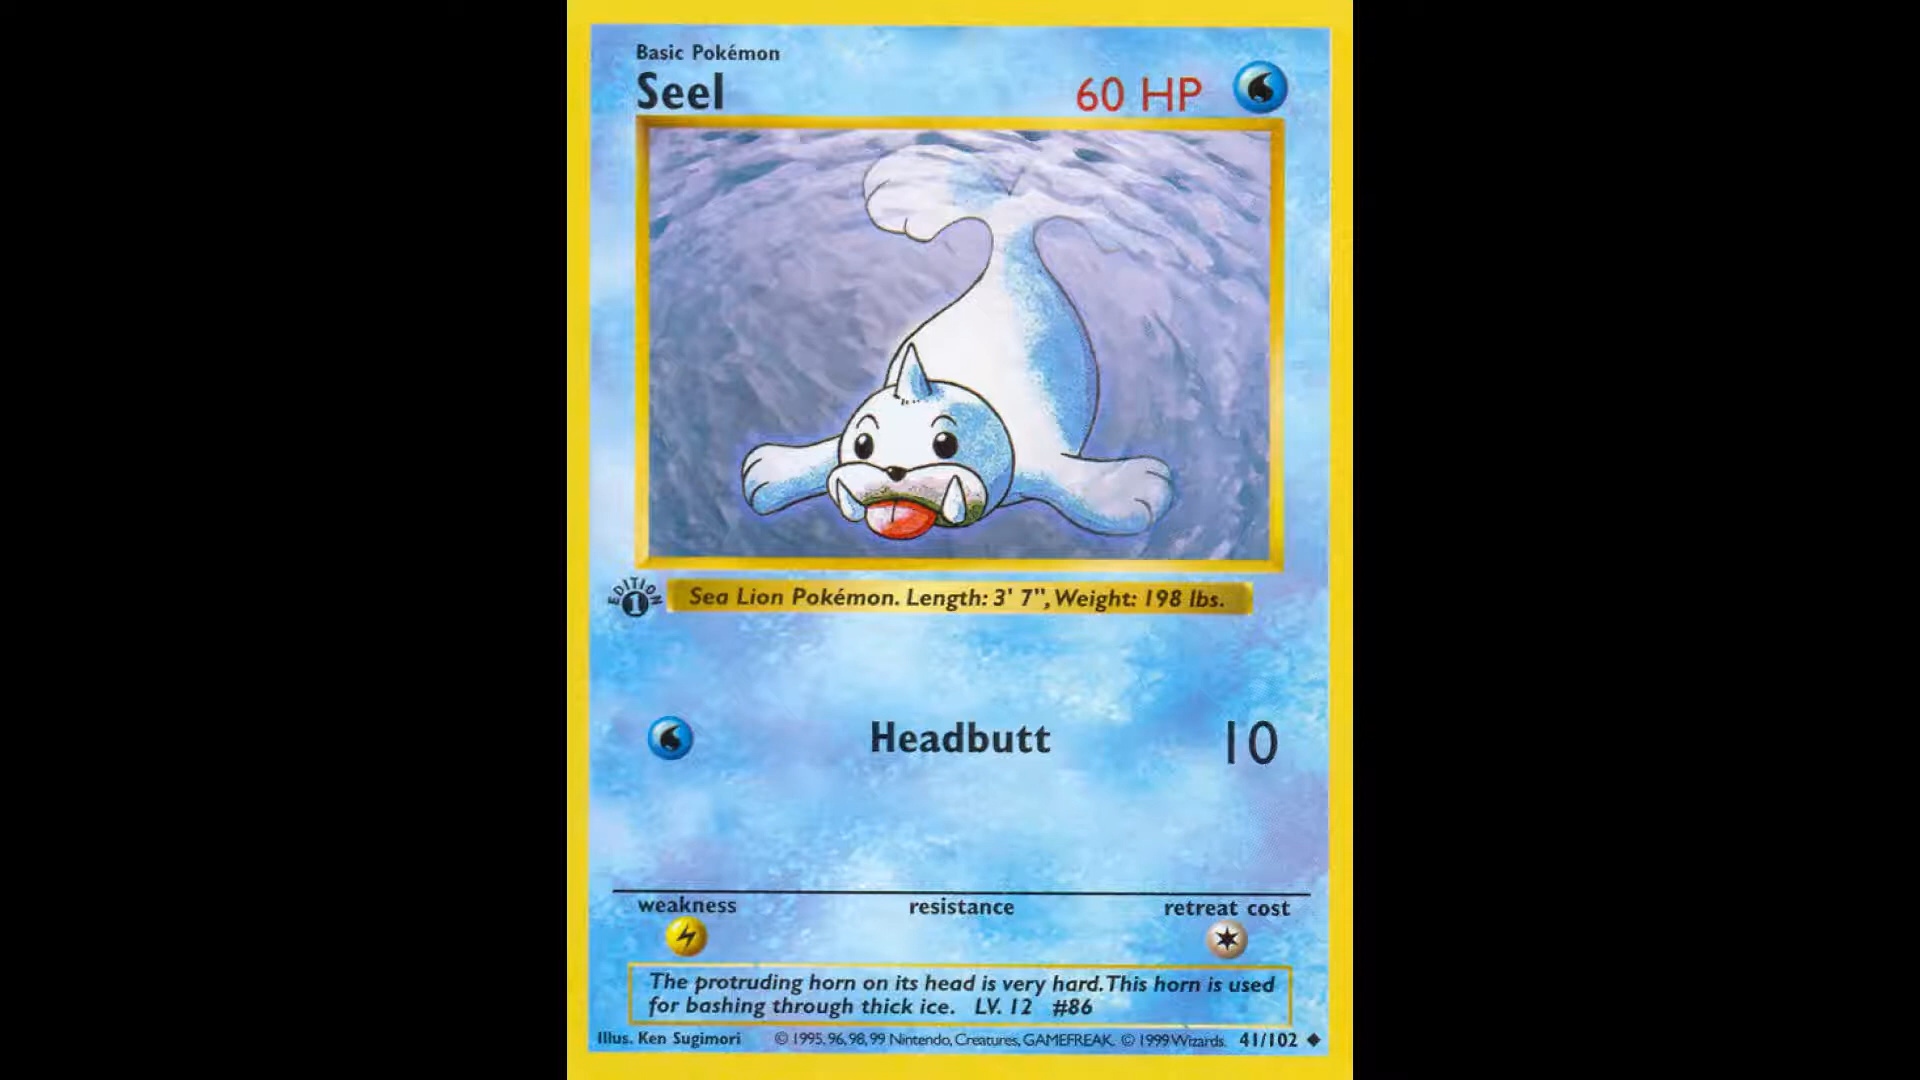 Basic Pokémon
Seel
60 HP
EDITION
1
Sea Lion Pokémon. Length: 3' 7", Weight: 198 lbs.
Headbutt
10
weakness
resistance
retreat cost
The protruding horn on its head is very hard. This horn is used
for bashing through thick ice. LV. 12 #86
Illus. Ken Sugimori
© 1995, 96, 98, 99 Nintendo, Creatures, GAMEFREAK. © 1999 Wizards.
41/102